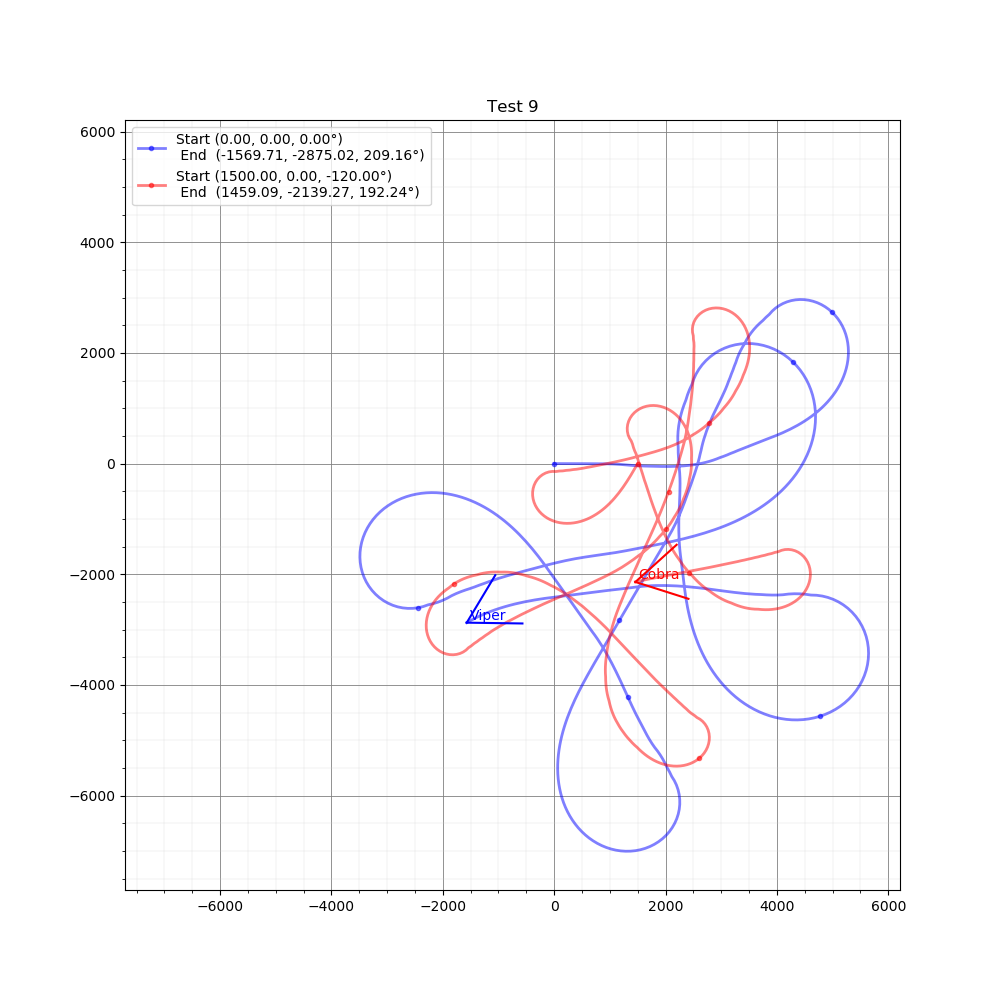 Test 9
Start (0.00, 0.00, 0.00°)
End (-1569.71, -2875.02, 209.16°)
Start (1500.00, 0.00, -120.00°)
End (1459.09, -2139.27, 192.24°)
6000
4000
2000
0
−2000
−4000
−6000
Cobra
Viper
−6000 −4000 −2000 0 2000 4000 6000